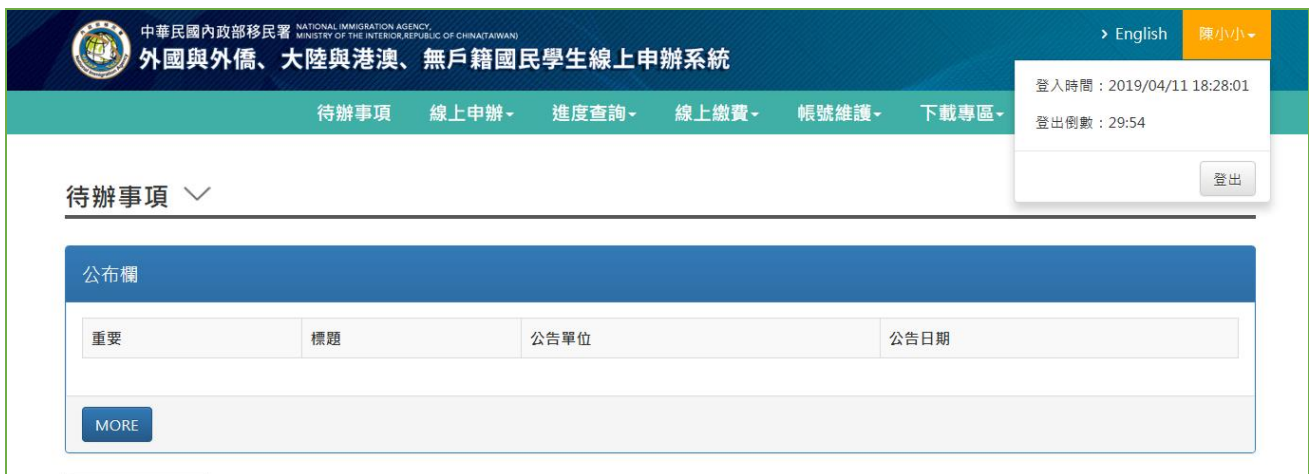 中華民國內政部移民署 NATIONAL IMMIGRATION AGENCY,
MINISTRY OF THE INTERIOR,REPUBLIC OF CHINA(TAIWAN)
外國與外僑、大陸與港澳、無戶籍國民學生線上申辦系統
› English 陳小小
登入時間：2019/04/11 18:28:01
登出倒數：29:54
登出
待辦事項 線上申辦 進度查詢 線上繳費 帳號維護 下載專區
待辦事項
公布欄
重要 標題 公告單位 公告日期
MORE